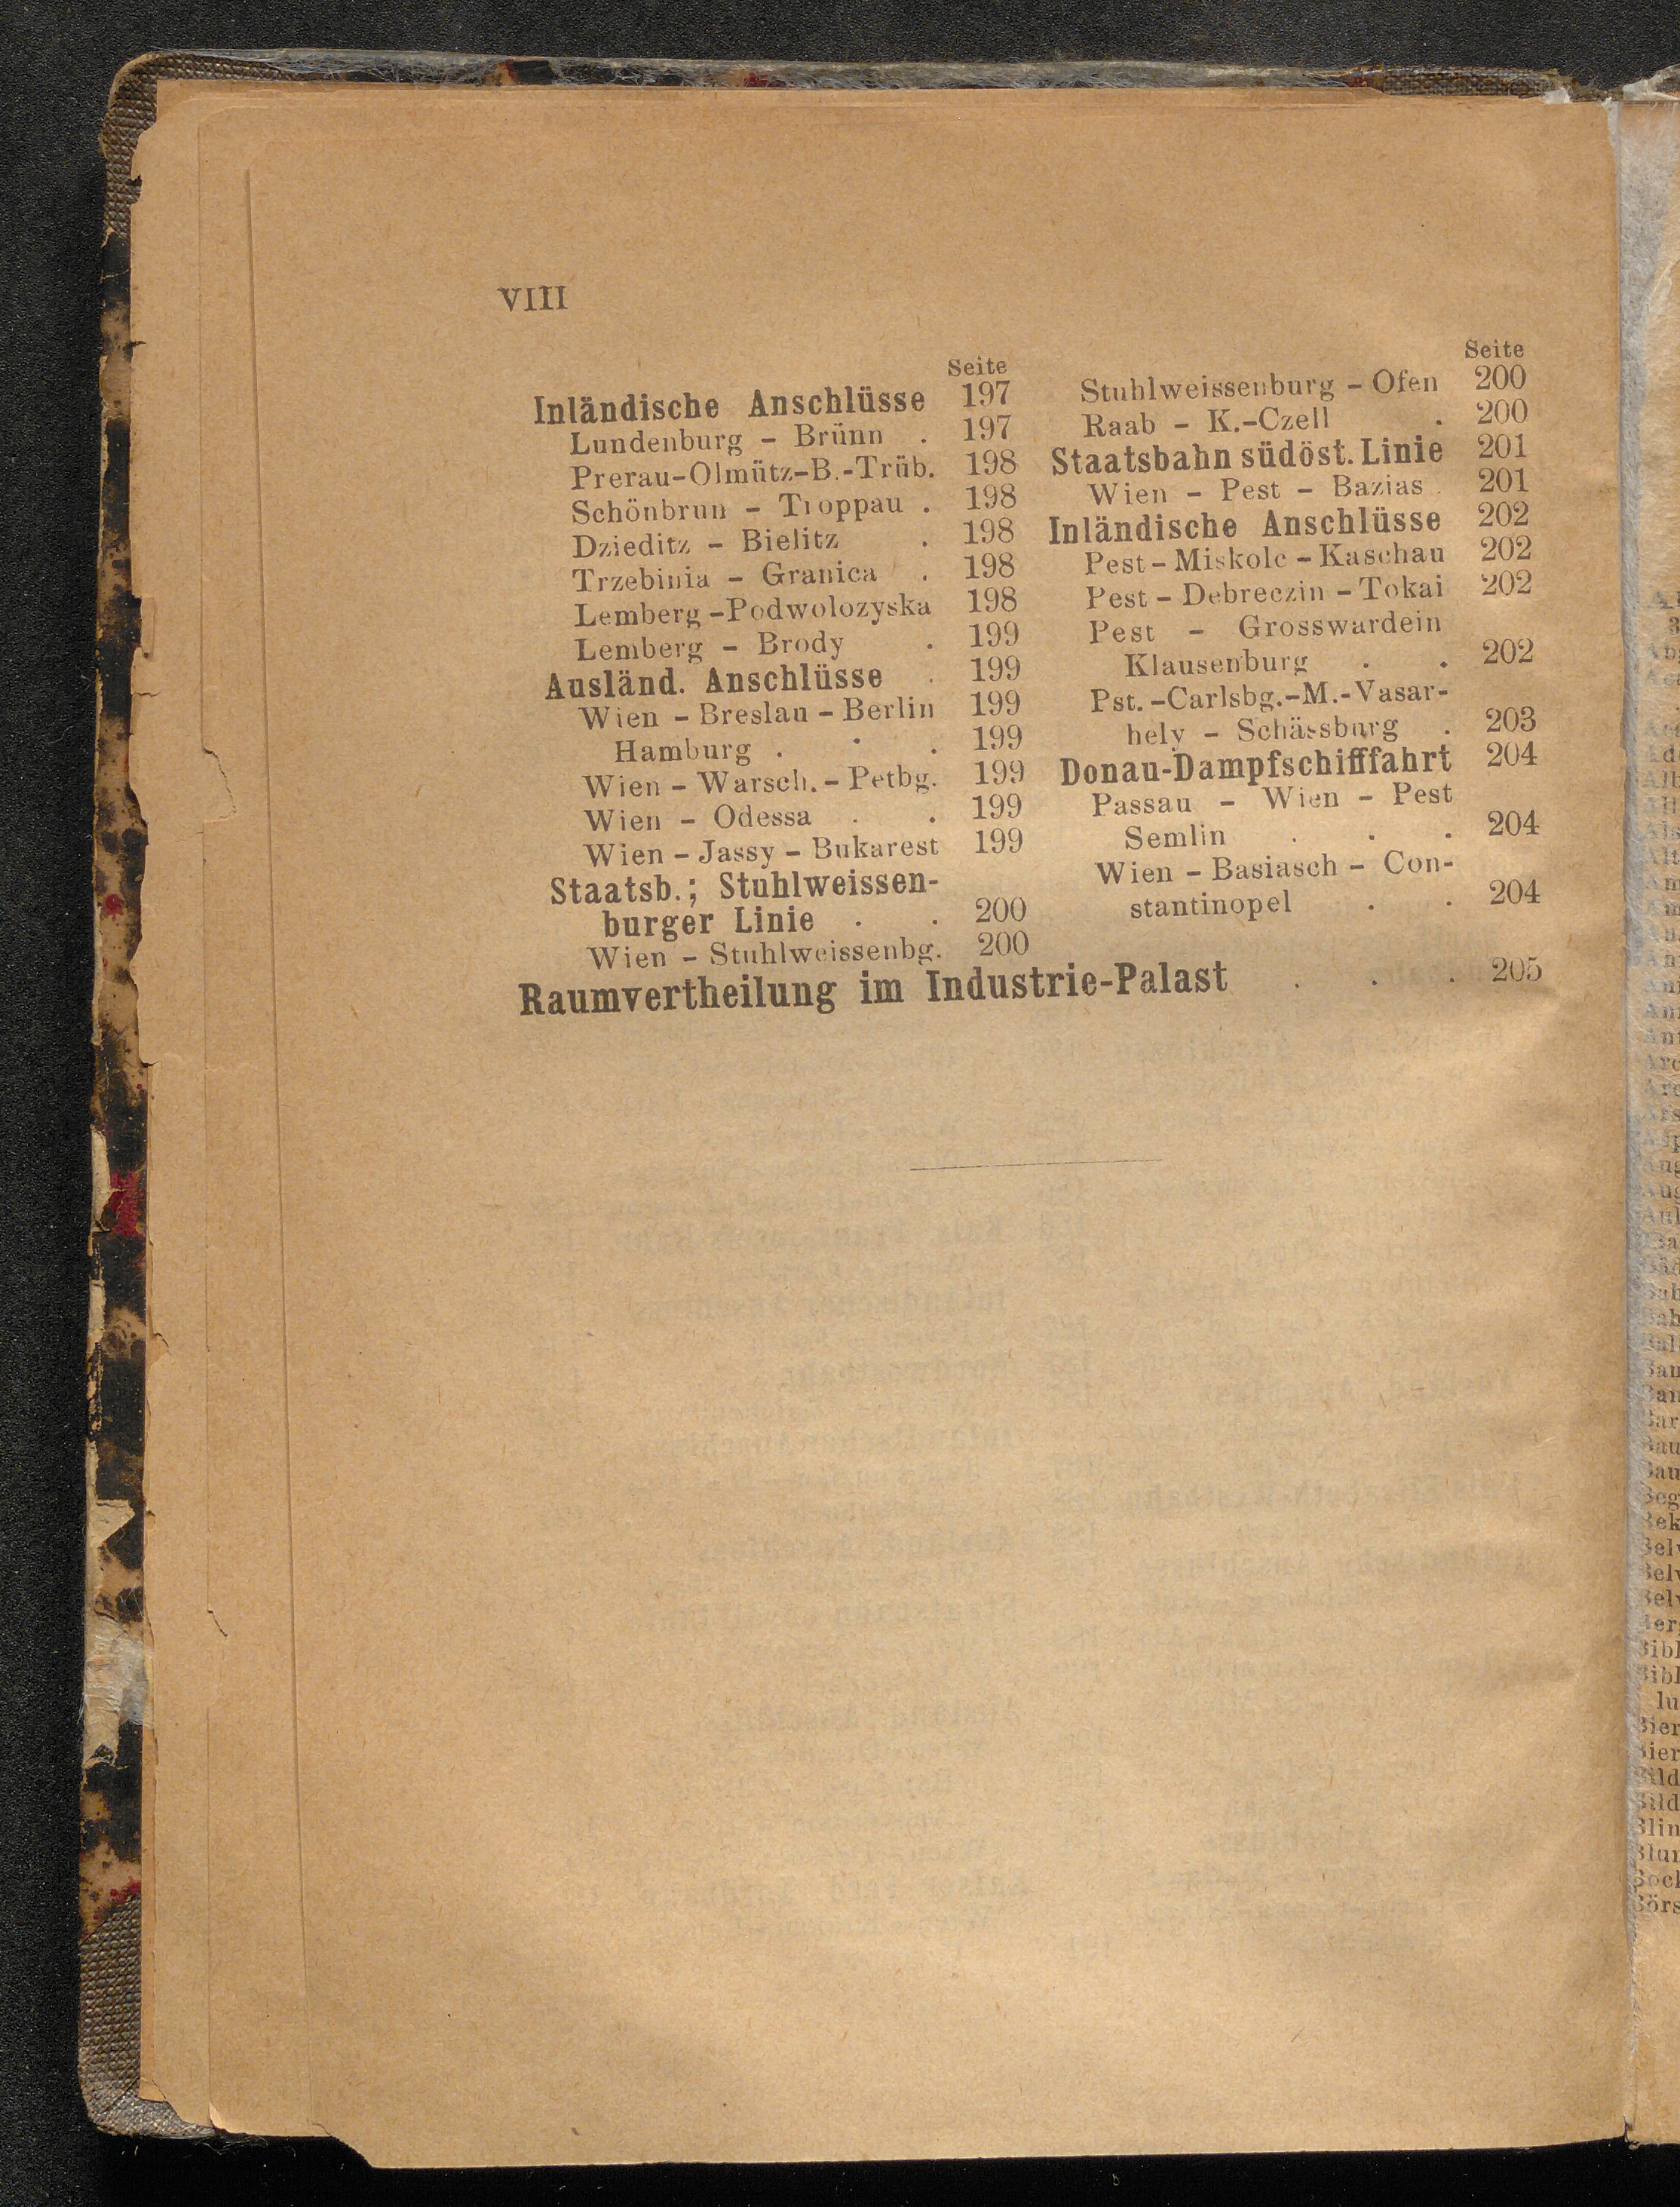 VIII
Seite
Inländische Anschlüsse 197
Lundenburg - Brünn . 197
Prerau-Olmütz-B.-Trüb. 198
Schönbrun - Troppau . 198
Dzieditz - Bielitz . 198
Trzebinia - Granica . 198
Lemberg-Podwolozyska 198
Lemberg - Brody . 199
Ausländ. Anschlüsse . 199
Wien - Breslau - Berlin 199
Hamburg . . . 199
Wien - Warsch. - Petbg. 199
Wien - Odessa . . 199
Wien - Jassy - Bukarest 199
Staatsb.; Stuhlweissen-
burger Linie . . 200
Wien - Stuhlweissenbg. 200
Seite
Stuhlweissenburg - Ofen 200
Raab - K.-Czell . 200
Staatsbahn südöst. Linie 201
Wien - Pest - Bazias . 201
Inländische Anschlüsse 202
Pest - Miskolc - Kaschau 202
Pest - Debreczin - Tokai 202
Pest - Grosswardein
Klausenburg . . 202
Pst.-Carlsbg.-M.-Vasar-
hely - Schässburg . 203
Donau-Dampfschifffahrt 204
Passau - Wien - Pest
Semlin . . . 204
Wien - Basiasch - Con-
stantinopel . . 204
Raumvertheilung im Industrie-Palast . . . 205